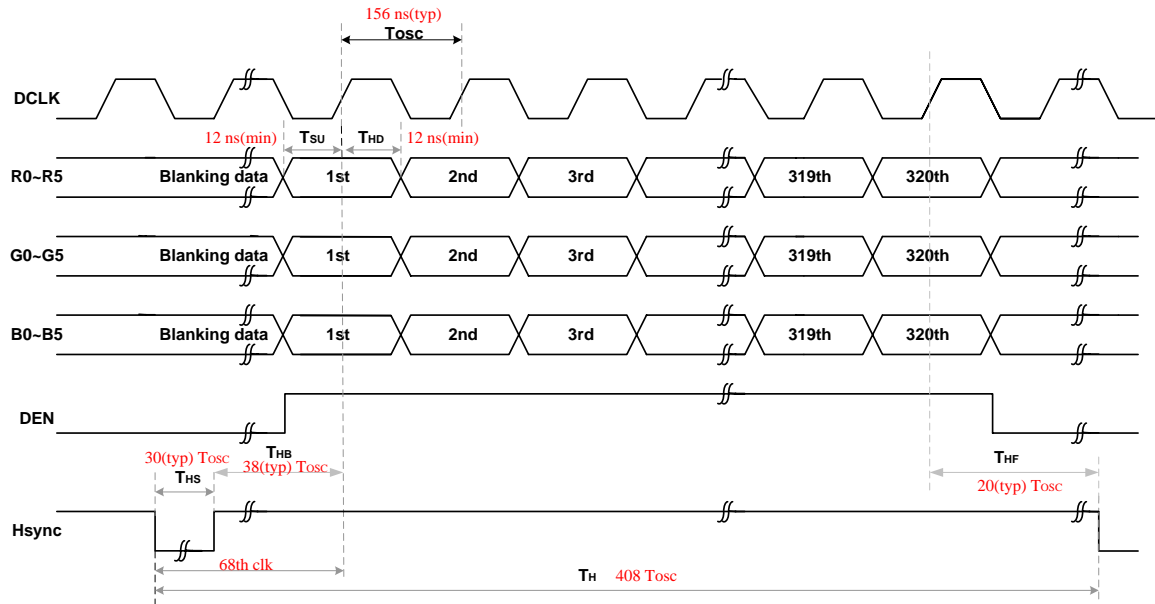 156 ns(typ)
Tosc
DCLK
12 ns(min) TSU THD 12 ns(min)
R0~R5 Blanking data 1st 2nd 3rd 319th 320th
G0~G5 Blanking data 1st 2nd 3rd 319th 320th
B0~B5 Blanking data 1st 2nd 3rd 319th 320th
DEN
30(typ) Tosc THB THF
THS 38(typ) Tosc 20(typ) Tosc
Hsync
68th clk
TH 408 Tosc